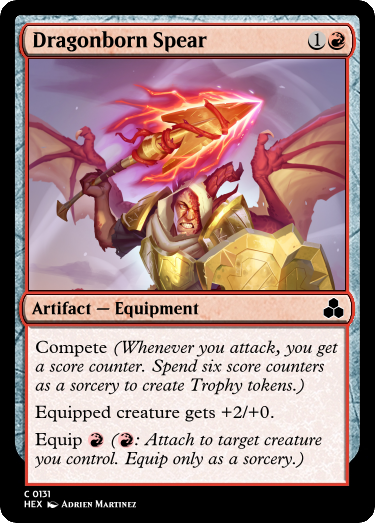 Dragonborn Spear 1
Artifact — Equipment
Compete (Whenever you attack, you get
a score counter. Spend six score counters
as a sorcery to create Trophy tokens.)
Equipped creature gets +2/+0.
Equip (: Attach to target creature
you control. Equip only as a sorcery.)
C 0131
HEX Adrien Martinez